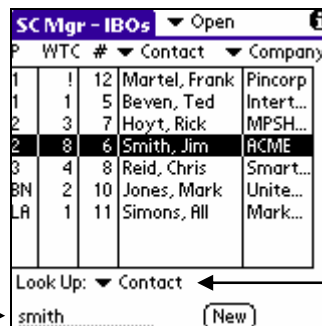 SC Mgr - IBOs ▼ Open
P WTC # ▼ Contact ▼ Company
1 ! 12 Martel, Frank Pincorp
1 1 5 Beven, Ted Intert...
2 3 7 Hoyt, Rick MPSH...
2 8 6 Smith, Jim ACME
3 4 8 Reid, Chris Smart...
BN 2 10 Jones, Mark Unite...
LA 1 11 Simons, All Mark...
Look Up: ▼ Contact
smith New